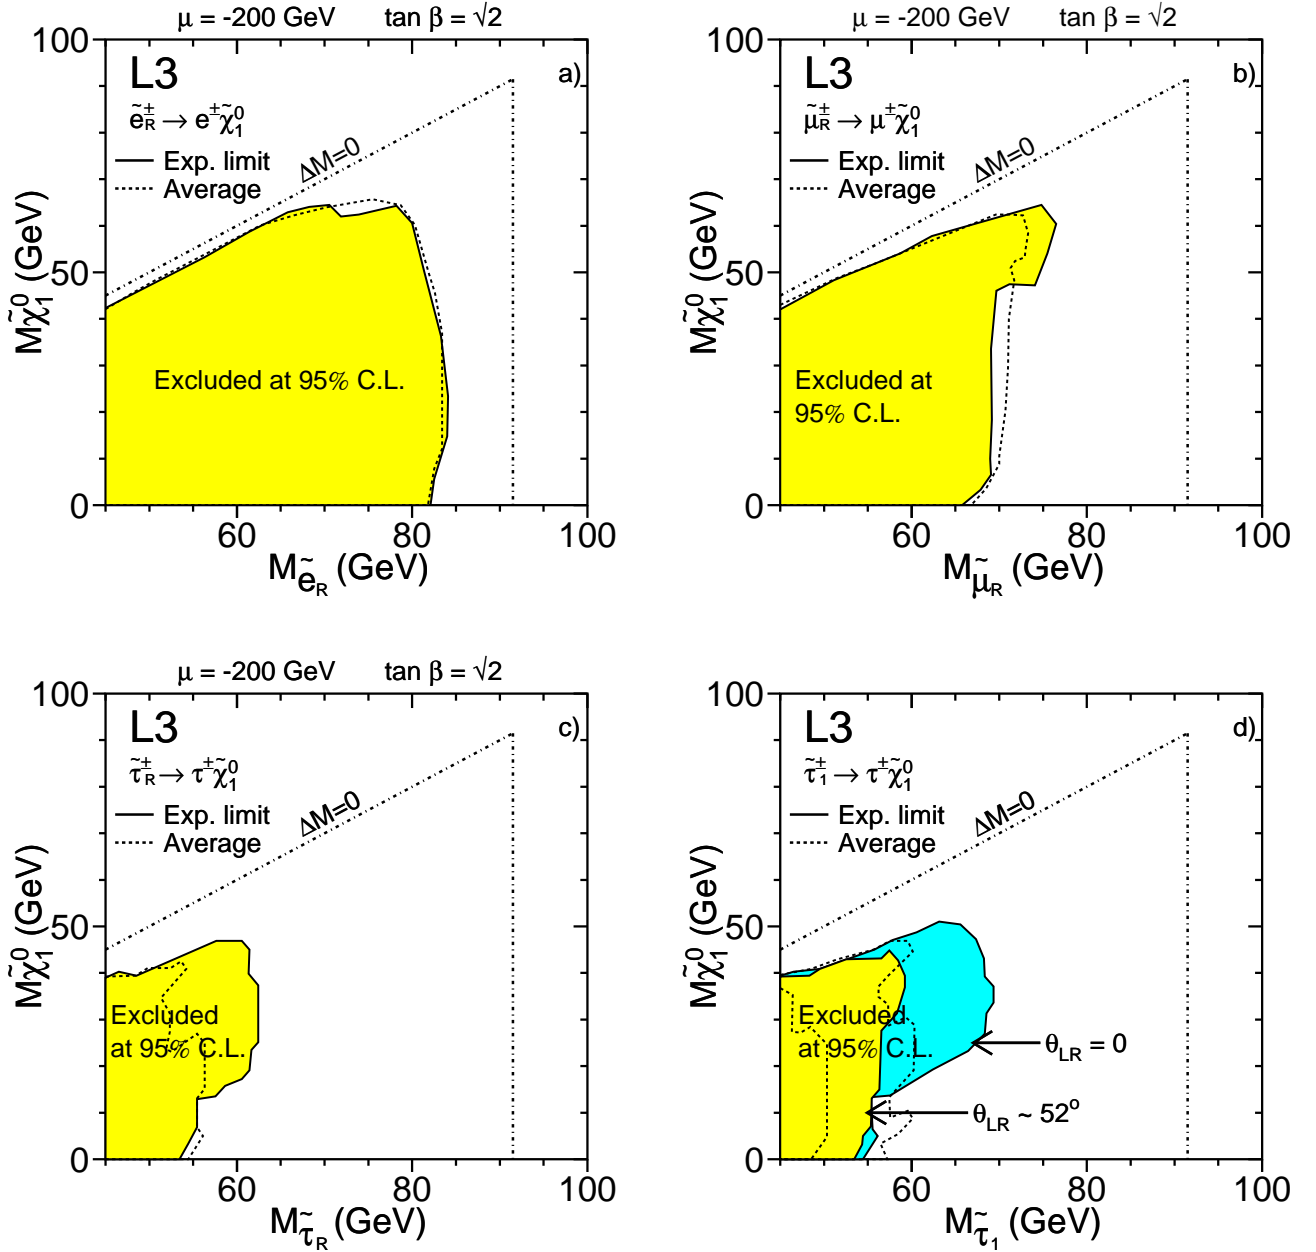 μ = -200 GeV tan β = √2
L3
a)
ẽR± → e±χ̃10
Exp. limit
Average
ΔM=0
Excluded at 95% C.L.
100
50
0
60
80
100
Mχ̃10 (GeV)
MẽR (GeV)
μ = -200 GeV tan β = √2
L3
b)
μ̃R± → μ±χ̃10
Exp. limit
Average
ΔM=0
Excluded at
95% C.L.
100
50
0
60
80
100
Mχ̃10 (GeV)
Mμ̃R (GeV)
μ = -200 GeV tan β = √2
L3
c)
τ̃R± → τ±χ̃10
Exp. limit
Average
ΔM=0
Excluded
at 95% C.L.
100
50
0
60
80
100
Mχ̃10 (GeV)
Mτ̃R (GeV)
L3
d)
τ̃1± → τ±χ̃10
Exp. limit
Average
ΔM=0
Excluded
at 95% C.L.
θLR = 0
θLR ~ 52o
100
50
0
60
80
100
Mχ̃10 (GeV)
Mτ̃1 (GeV)